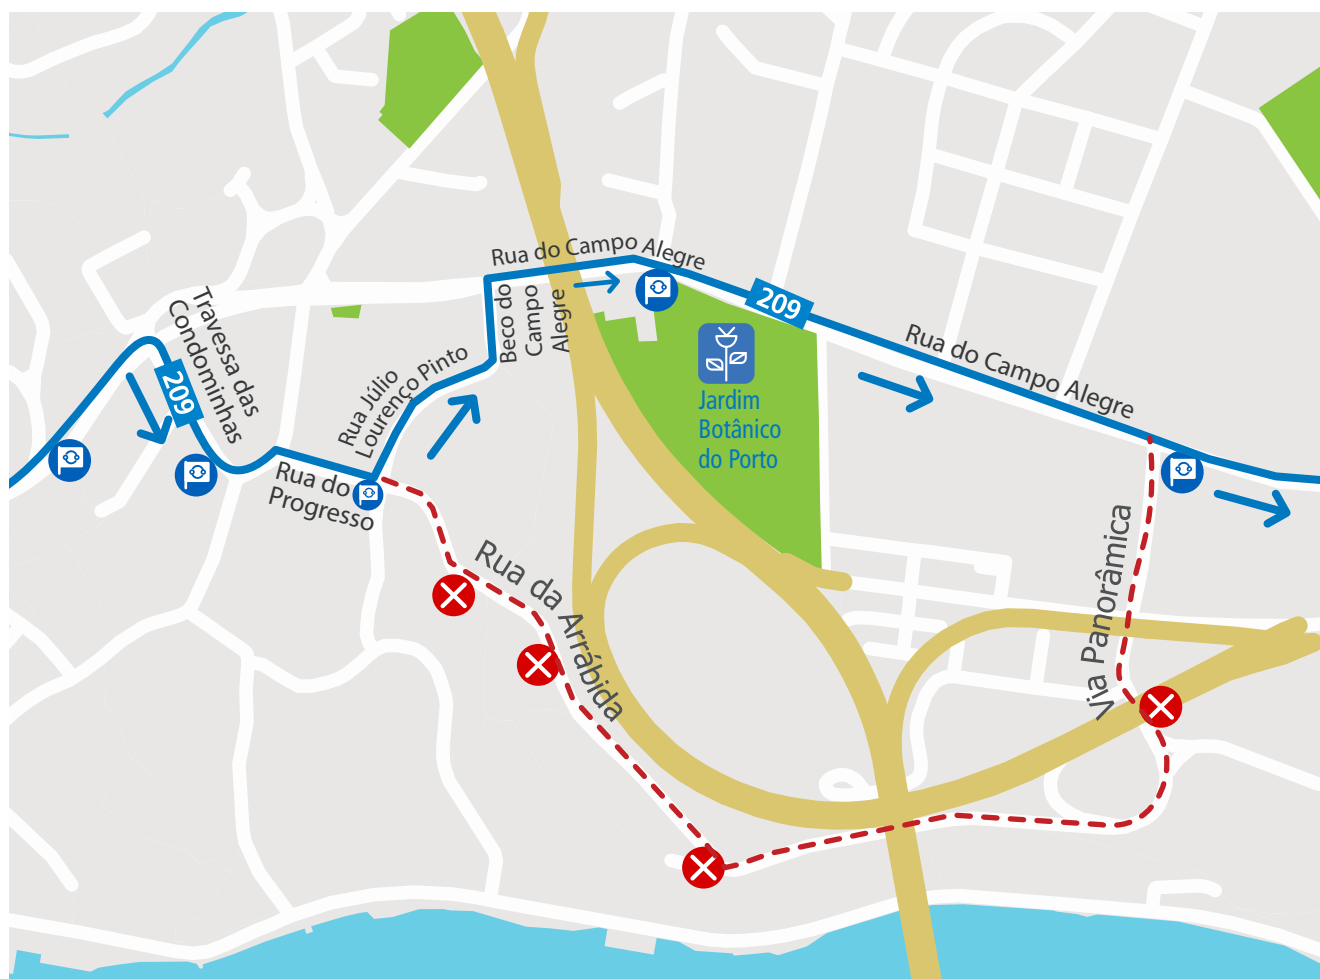 Rua do Campo Alegre
209
Rua do Campo Alegre
Beco do
Campo
Alegre
Travessa das
Condominhas
209
Rua Júlio
Lourenço Pinto
Rua do
Progresso
Jardim
Botânico
do Porto
Rua da Arrábida
Via Panorâmica